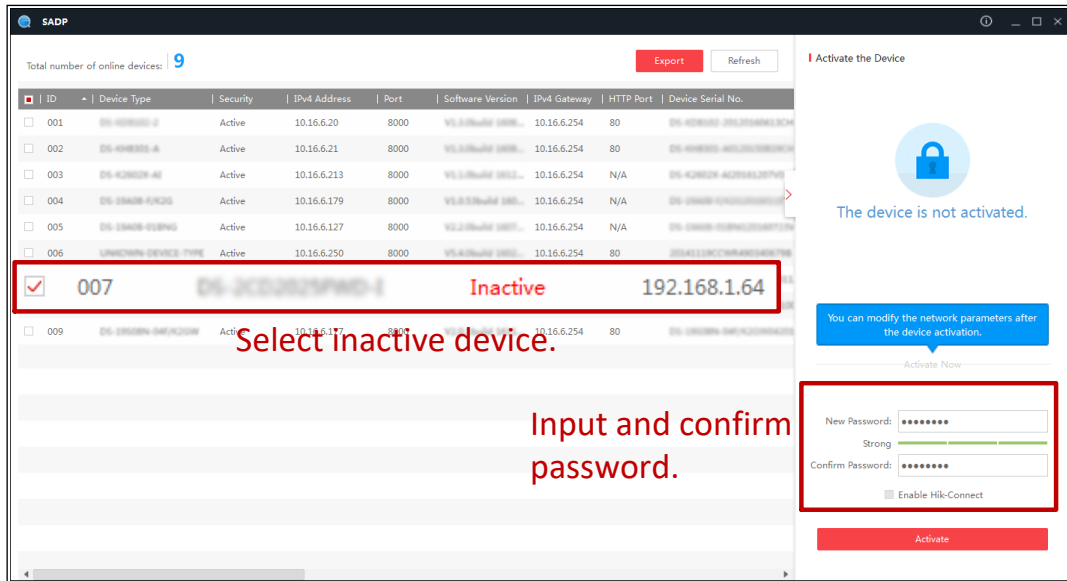 SADP
Total number of online devices: 9
Export
Refresh
ID Device Type Security IPv4 Address Port Software Version IPv4 Gateway HTTP Port Device Serial No.
001 Active 10.16.6.20 8000 10.16.6.254 80
002 Active 10.16.6.21 8000 10.16.6.254 80
003 Active 10.16.6.213 8000 10.16.6.254 N/A
004 Active 10.16.6.179 8000 10.16.6.254 N/A
005 Active 10.16.6.127 8000 10.16.6.254 N/A
006 Active 10.16.6.250 8000 10.16.6.254 80
007 Inactive 192.168.1.64
009 Active 8000 10.16.6.254 80
Select inactive device.
Input and confirm
password.
Activate the Device
The device is not activated.
You can modify the network parameters after
the device activation.
Activate Now
New Password: ●●●●●●●●
Strong
Confirm Password: ●●●●●●●●
Enable Hik-Connect
Activate